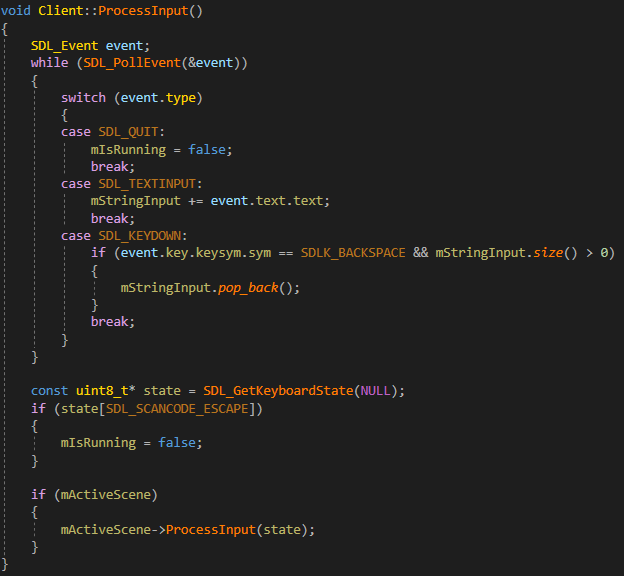 void Client::ProcessInput()
{
    SDL_Event event;
    while (SDL_PollEvent(&event))
    {
        switch (event.type)
        {
        case SDL_QUIT:
            mIsRunning = false;
            break;
        case SDL_TEXTINPUT:
            mStringInput += event.text.text;
            break;
        case SDL_KEYDOWN:
            if (event.key.keysym.sym == SDLK_BACKSPACE && mStringInput.size() > 0)
            {
                mStringInput.pop_back();
            }
            break;
        }
    }

    const uint8_t* state = SDL_GetKeyboardState(NULL);
    if (state[SDL_SCANCODE_ESCAPE])
    {
        mIsRunning = false;
    }

    if (mActiveScene)
    {
        mActiveScene->ProcessInput(state);
    }
}